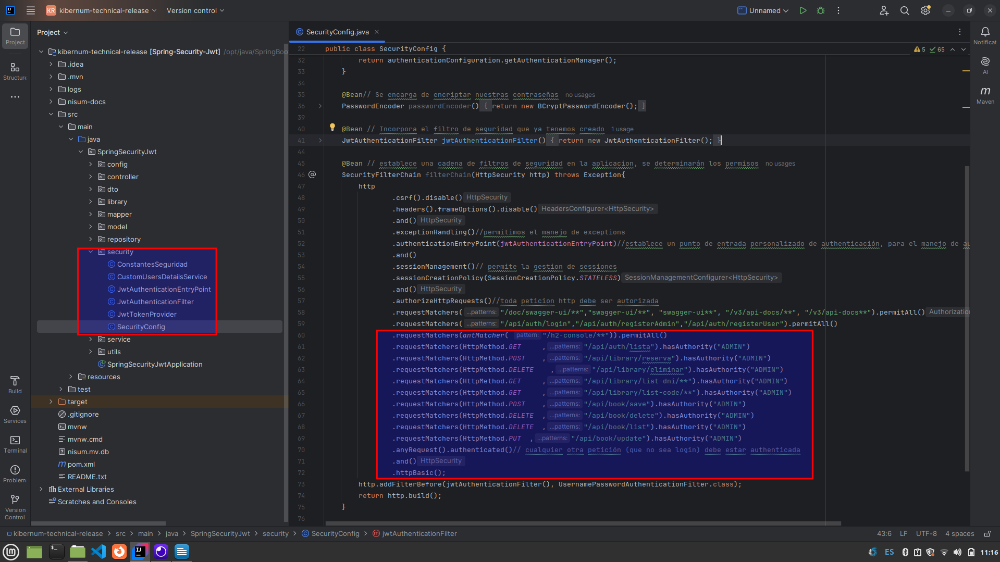 KR kibernum-technical-release Version control Unnamed
Project
Project
kibernum-technical-release [Spring-Security-Jwt] /opt/java/SpringBoo
.idea
.mvn
logs
nisum-docs
src
main
java
SpringSecurityJwt
config
controller
dto
library
mapper
model
repository
security
ConstantesSeguridad
CustomUsersDetailsService
JwtAuthenticationEntryPoint
JwtAuthenticationFilter
JwtTokenProvider
SecurityConfig
service
utils
SpringSecurityJwtApplication
resources
test
target
.gitignore
mvnw
mvnw.cmd
nisum.mv.db
pom.xml
README.txt
External Libraries
Scratches and Consoles
Structure
Build
Services
Terminal
Problem
Version
Control
SecurityConfig.java
5 65
22 public class SecurityConfig {
32 return authenticationConfiguration.getAuthenticationManager();
33 }
34
35 @Bean// Se encarga de encriptar nuestras contraseñas no usages
36 PasswordEncoder passwordEncoder() { return new BCryptPasswordEncoder(); }
39
40 @Bean // Incorpora el filtro de seguridad que ya tenemos creado 1 usage
41 JwtAuthenticationFilter jwtAuthenticationFilter() { return new JwtAuthenticationFilter(); }
44
45 @Bean // establece una cadena de filtros de seguridad en la aplicacion, se determinarán los permisos no usages
46 SecurityFilterChain filterChain(HttpSecurity http) throws Exception{
47 http
48 .csrf().disable() HttpSecurity
49 .headers().frameOptions().disable() HeadersConfigurer<HttpSecurity>
50 .and() HttpSecurity
51 .exceptionHandling()//permitimos el manejo de exceptions
52 .authenticationEntryPoint(jwtAuthenticationEntryPoint)//establece un punto de entrada personalizado de authenticación, para el manejo de au
53 .and()
54 .sessionManagement()// permite la gestion de sessiones
55 .sessionCreationPolicy(SessionCreationPolicy.STATELESS) SessionManagementConfigurer<HttpSecurity>
56 .and() HttpSecurity
57 .authorizeHttpRequests()//toda peticion http debe ser autorizada
58 .requestMatchers( ...patterns: "/doc/swagger-ui/**","swagger-ui/**", "swagger-ui**", "/v3/api-docs/**", "/v3/api-docs**").permitAll() Authorizatio
59 .requestMatchers( ...patterns: "/api/auth/login","/api/auth/registerAdmin","/api/auth/registerUser").permitAll()
60 .requestMatchers(antMatcher( pattern: "/h2-console/**")).permitAll()
61 .requestMatchers(HttpMethod.GET , ...patterns: "/api/auth/lista").hasAuthority("ADMIN")
62 .requestMatchers(HttpMethod.POST , ...patterns: "/api/library/reserva").hasAuthority("ADMIN")
63 .requestMatchers(HttpMethod.DELETE , ...patterns: "/api/library/eliminar").hasAuthority("ADMIN")
64 .requestMatchers(HttpMethod.GET , ...patterns: "/api/library/list-dni/**").hasAuthority("ADMIN")
65 .requestMatchers(HttpMethod.GET , ...patterns: "/api/library/list-code/**").hasAuthority("ADMIN")
66 .requestMatchers(HttpMethod.POST , ...patterns: "/api/book/save").hasAuthority("ADMIN")
67 .requestMatchers(HttpMethod.DELETE , ...patterns: "/api/book/delete").hasAuthority("ADMIN")
68 .requestMatchers(HttpMethod.DELETE , ...patterns: "/api/book/list").hasAuthority("ADMIN")
69 .requestMatchers(HttpMethod.PUT , ...patterns: "/api/book/update").hasAuthority("ADMIN")
70 .anyRequest().authenticated()// cualquier otra petición (que no sea login) debe estar authenticada
71 .and() HttpSecurity
72 .httpBasic();
73 http.addFilterBefore(jwtAuthenticationFilter(), UsernamePasswordAuthenticationFilter.class);
74 return http.build();
75 }
76
Notificat
AI
Maven
kibernum-technical-release > src > main > java > SpringSecurityJwt > security > SecurityConfig > jwtAuthenticationFilter
43:6 LF UTF-8 4 spaces
ES 11:16